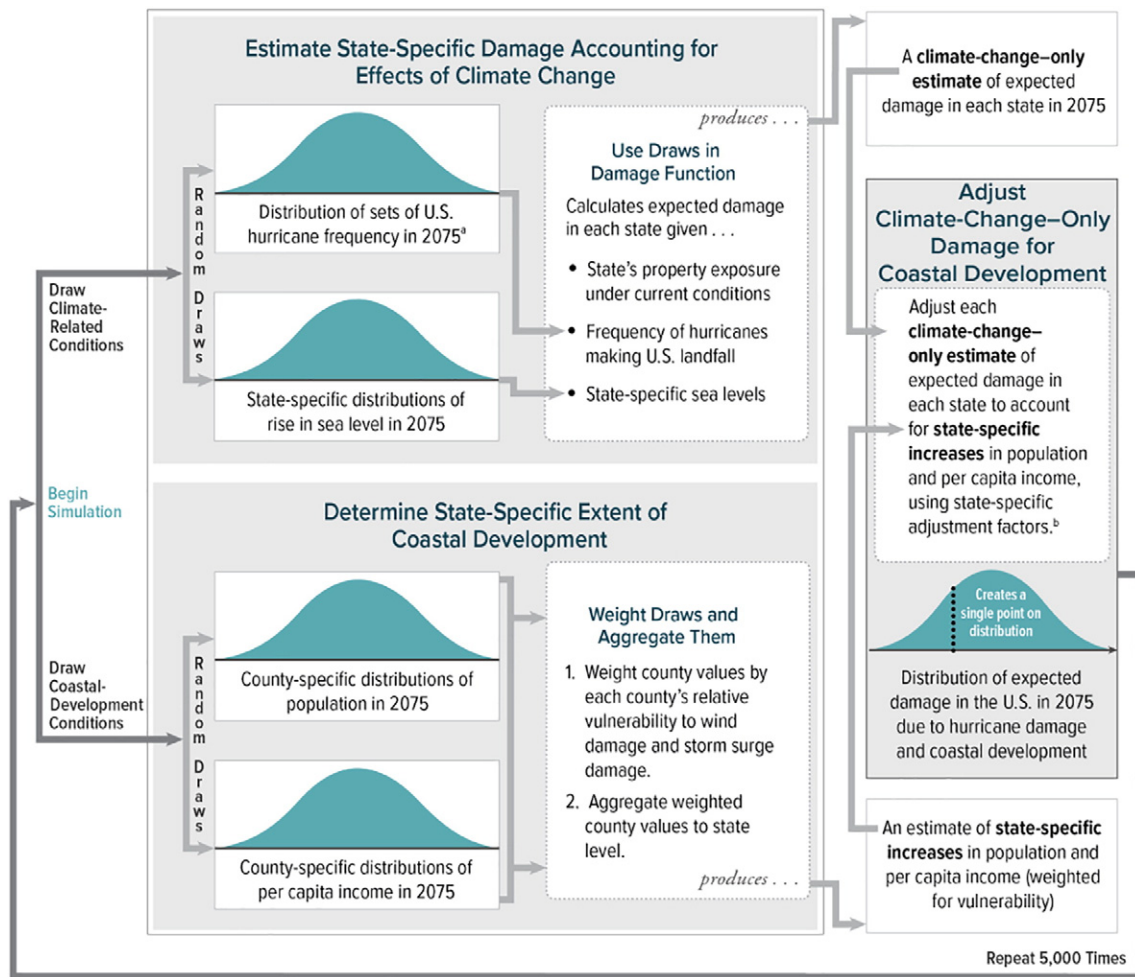 Estimate State-Specific Damage Accounting for
Effects of Climate Change
Random Draws
Distribution of sets of U.S.
hurricane frequency in 2075ᵃ
State-specific distributions of
rise in sea level in 2075
produces . . .
Use Draws in
Damage Function
Calculates expected damage
in each state given . . .
• State’s property exposure
under current conditions
• Frequency of hurricanes
making U.S. landfall
• State-specific sea levels
A climate-change–only
estimate of expected
damage in each state in 2075
Draw
Climate-
Related
Conditions
Begin
Simulation
Draw
Coastal-
Development
Conditions
Determine State-Specific Extent of
Coastal Development
Random Draws
County-specific distributions of
population in 2075
County-specific distributions of
per capita income in 2075
Weight Draws and
Aggregate Them
1. Weight county values by
each county’s relative
vulnerability to wind
damage and storm surge
damage.
2. Aggregate weighted
county values to state
level.
produces . . .
Adjust
Climate-Change–Only
Damage for
Coastal Development
Adjust each
climate-change–
only estimate of
expected damage in
each state to account
for state-specific
increases in population
and per capita income,
using state-specific
adjustment factors.ᵇ
Creates a
single point on
distribution
Distribution of expected
damage in the U.S. in 2075
due to hurricane damage
and coastal development
An estimate of state-specific
increases in population and
per capita income (weighted
for vulnerability)
Repeat 5,000 Times